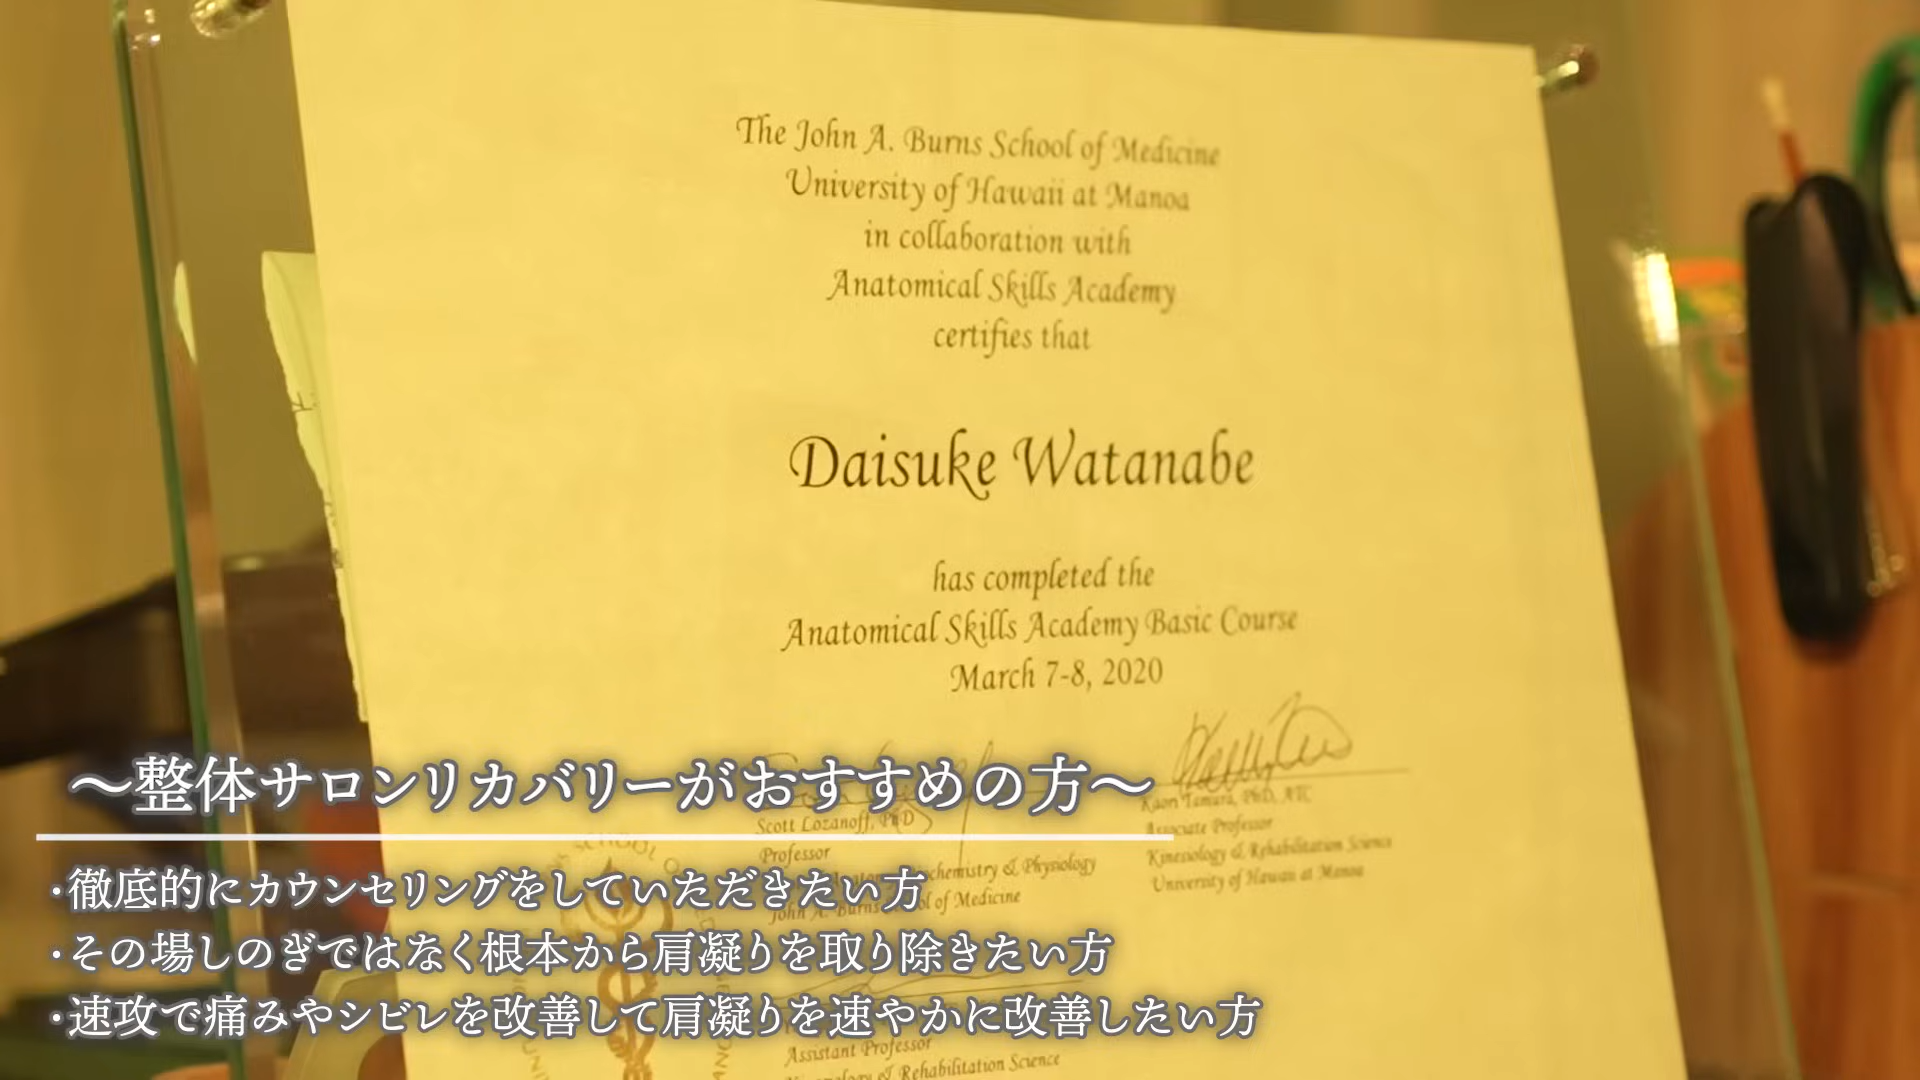 The John A. Burns School of Medicine
University of Hawaii at Manoa
in collaboration with
Anatomical Skills Academy
certifies that
Daisuke Watanabe
has completed the
Anatomical Skills Academy Basic Course
March 7-8, 2020
Scott Lozanoff, PhD
Professor
John A. Burns School of Medicine
Kaori Tamura, PhD, ATC
Associate Professor
Kinesiology & Rehabilitation Science
University of Hawaii at Manoa
Assistant Professor
& Rehabilitation Science
～整体サロンリカバリーがおすすめの方～
・徹底的にカウンセリングをしていただきたい方
・その場しのぎではなく根本から肩凝りを取り除きたい方
・速攻で痛みやシビレを改善して肩凝りを速やかに改善したい方